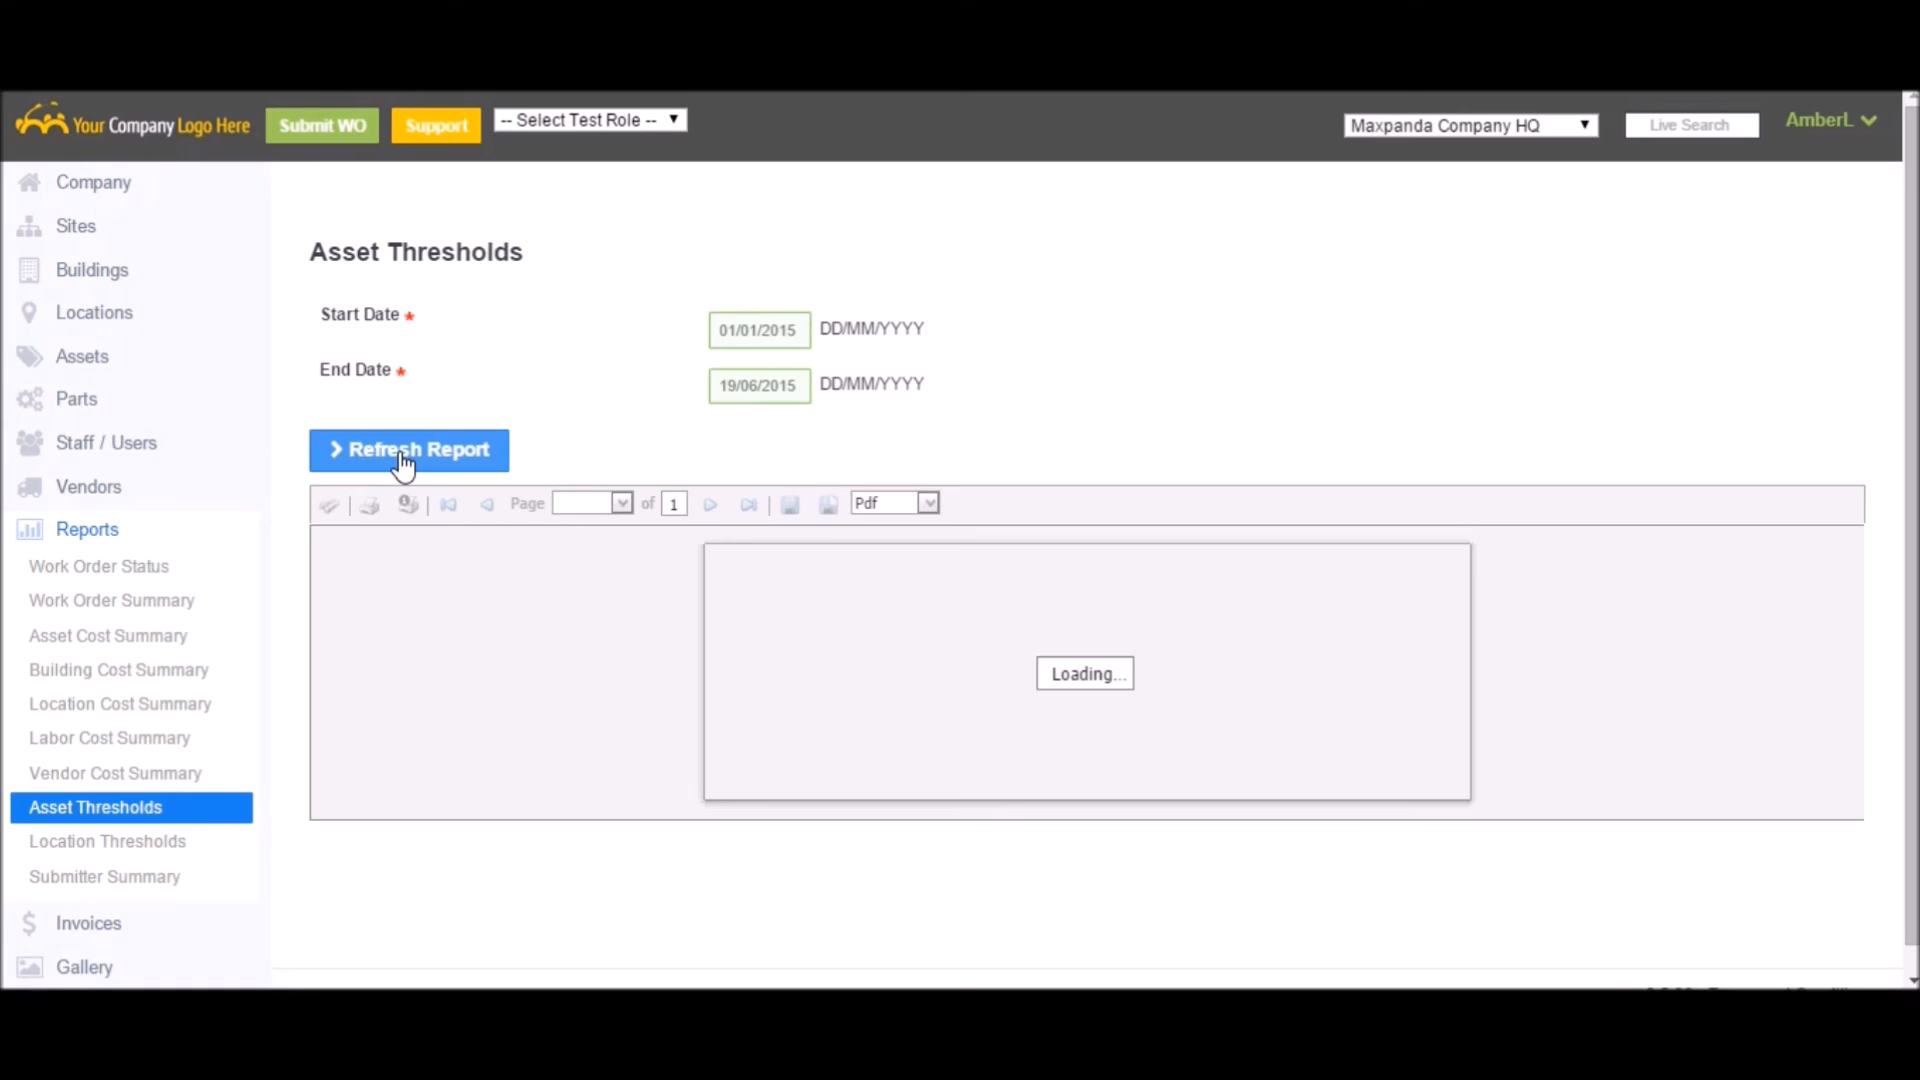 Your Company Logo Here
Submit WO
Support
-- Select Test Role --
Maxpanda Company HQ
Live Search
AmberL
Company
Sites
Buildings
Locations
Assets
Parts
Staff / Users
Vendors
Reports
Work Order Status
Work Order Summary
Asset Cost Summary
Building Cost Summary
Location Cost Summary
Labor Cost Summary
Vendor Cost Summary
Asset Thresholds
Location Thresholds
Submitter Summary
Invoices
Gallery
Asset Thresholds
Start Date *
01/01/2015 DD/MM/YYYY
End Date *
19/06/2015 DD/MM/YYYY
Refresh Report
Page of 1 Pdf
Loading...